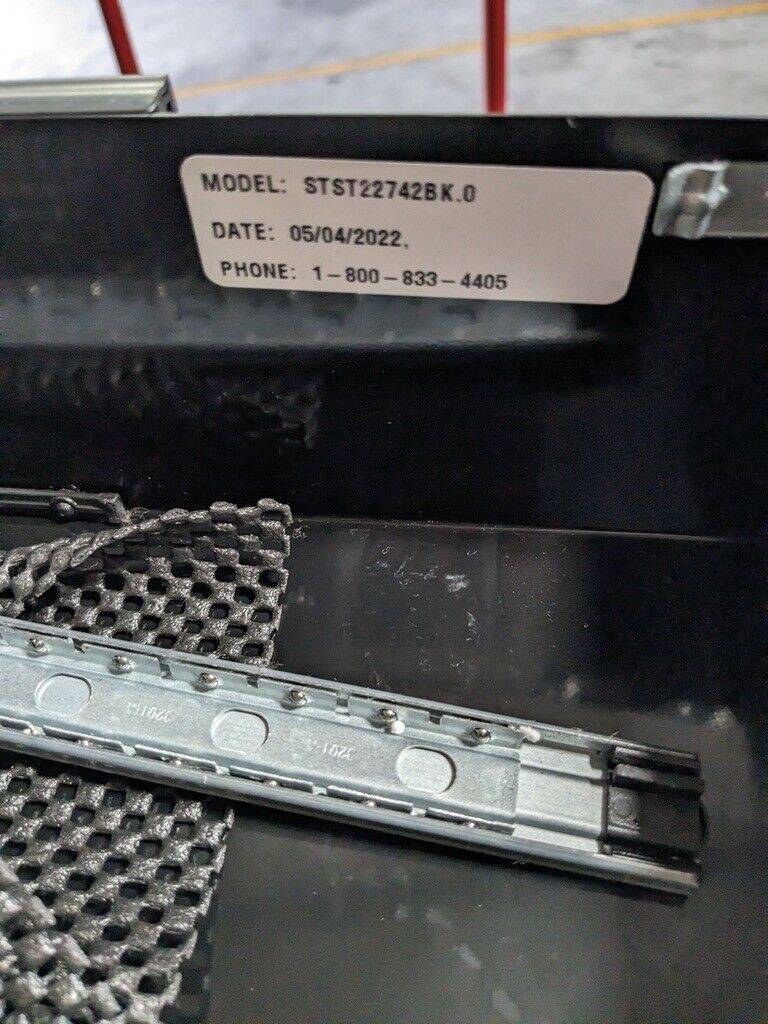 MODEL: STST22742BK.0
DATE: 05/04/2022,
PHONE: 1-800-833-4405